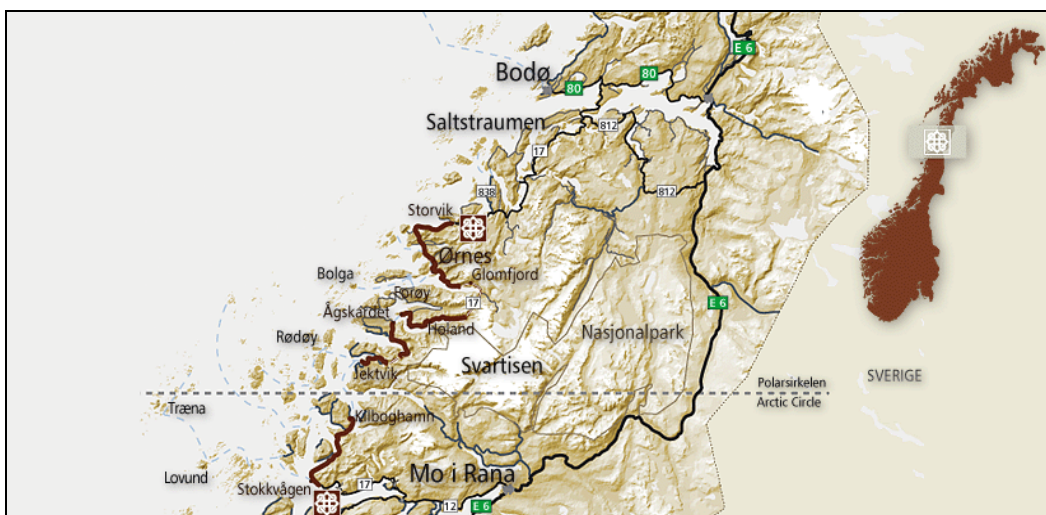 E 6
Bodø
80
80
Saltstraumen
812
17
838
812
Storvik
Ørnes
Glomfjord
Bolga
Forøy
17
E 6
Ågskardet
Holand
Nasjonalpark
Rødøy
Jektvik
Svartisen
SVERIGE
Polarsirkelen
Arctic Circle
Træna
Kilboghamn
Mo i Rana
Lovund
Stokkvågen
17
12
E 6